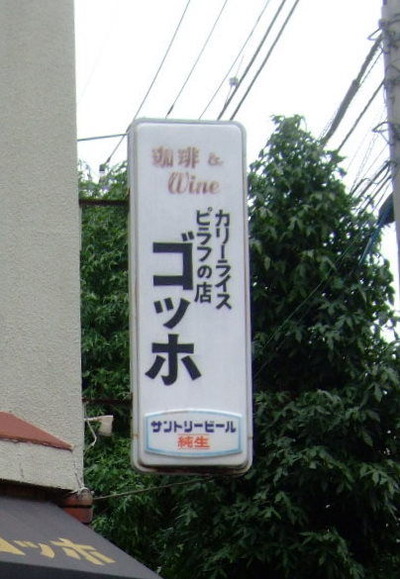 珈琲 &
Wine
カリーライス
ピラフの店
ゴッホ
サントリービール
純生
ゴッホ